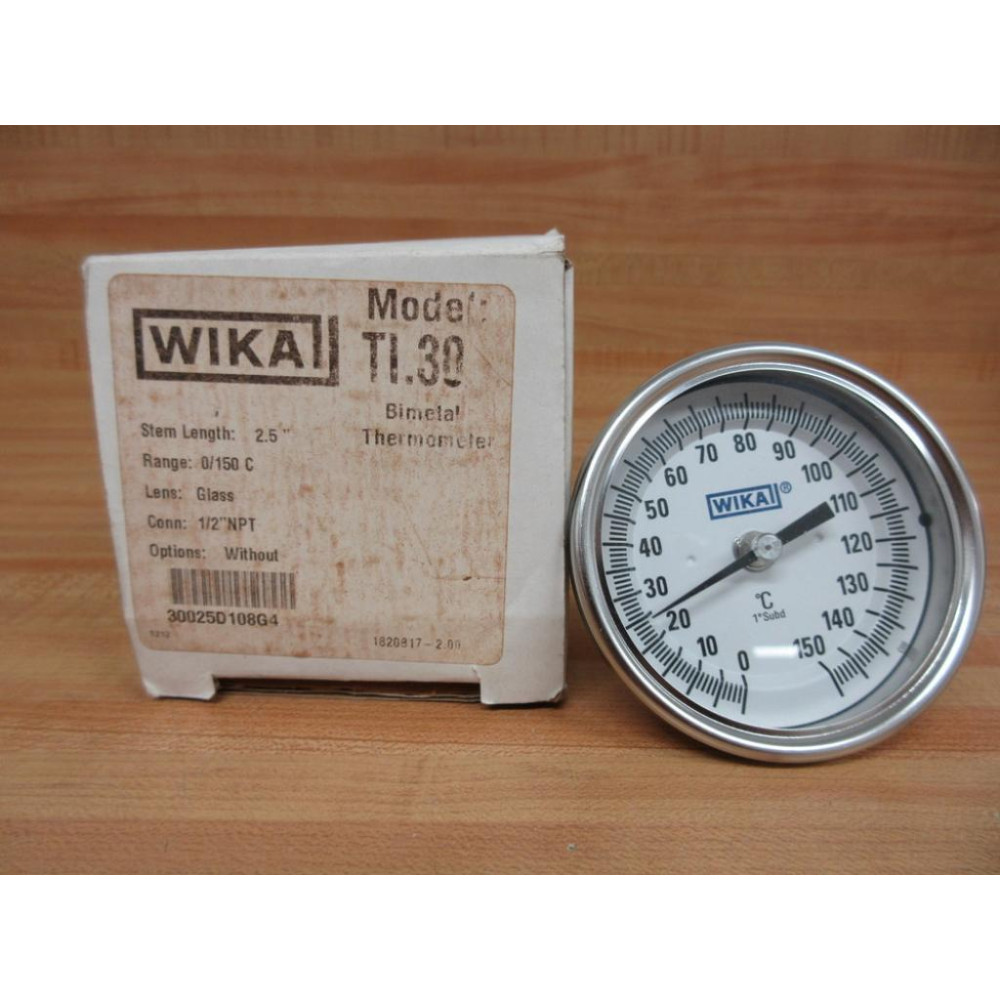 WIKA
Model:
TI.30
Bimetal
Thermometer
Stem Length: 2.5"
Range: 0/150 C
Lens: Glass
Conn: 1/2"NPT
Options: Without
30025D108G4
1212
1820817-2.00
0
10
20
30
40
50
60
70
80
90
100
110
120
130
140
150
WIKA®
°C
1°Subd